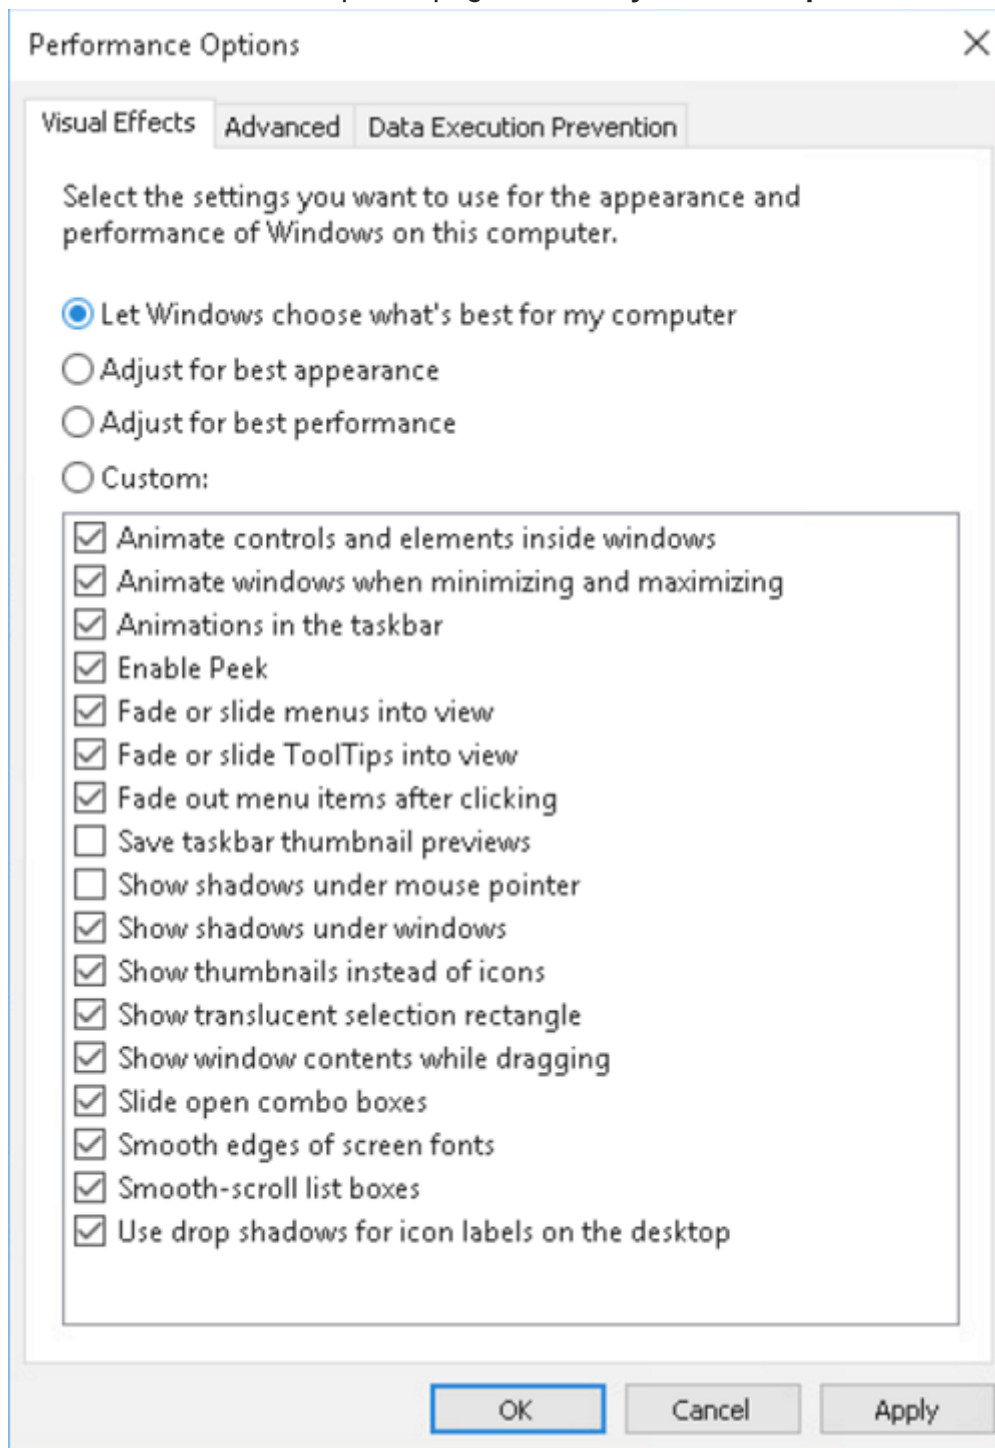 Performance Options
Visual Effects Advanced Data Execution Prevention
Select the settings you want to use for the appearance and
performance of Windows on this computer.
Let Windows choose what's best for my computer
Adjust for best appearance
Adjust for best performance
Custom:
Animate controls and elements inside windows
Animate windows when minimizing and maximizing
Animations in the taskbar
Enable Peek
Fade or slide menus into view
Fade or slide ToolTips into view
Fade out menu items after clicking
Save taskbar thumbnail previews
Show shadows under mouse pointer
Show shadows under windows
Show thumbnails instead of icons
Show translucent selection rectangle
Show window contents while dragging
Slide open combo boxes
Smooth edges of screen fonts
Smooth-scroll list boxes
Use drop shadows for icon labels on the desktop
OK Cancel Apply